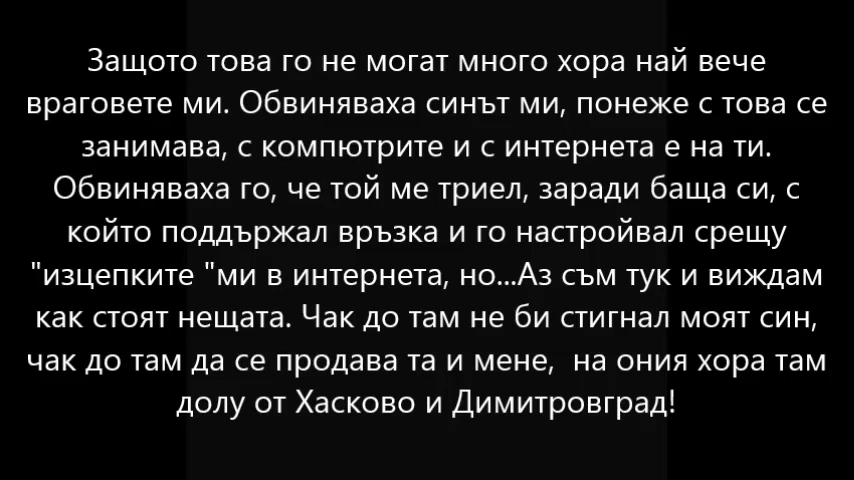 Защото това го не могат много хора най вече
враговете ми. Обвиняваха синът ми, понеже с това се
занимава, с компютрите и с интернета е на ти.
Обвиняваха го, че той ме триел, заради баща си, с
който поддържал връзка и го настройвал срещу
"изцепките "ми в интернета, но...Аз съм тук и виждам
как стоят нещата. Чак до там не би стигнал моят син,
чак до там да се продава та и мене,  на ония хора там
долу от Хасково и Димитровград!